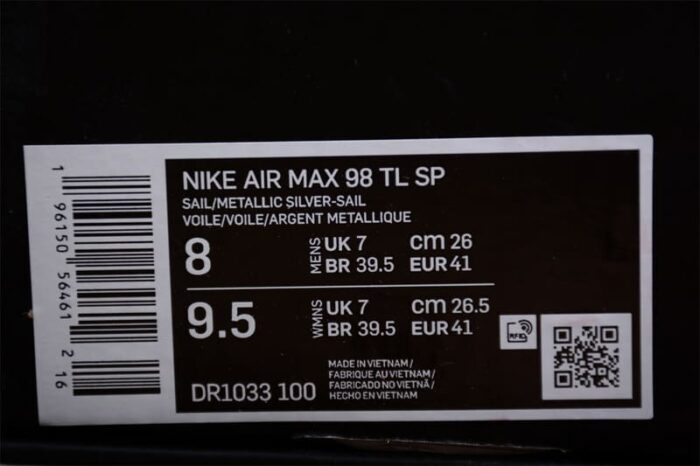 NIKE AIR MAX 98 TL SP
SAIL/METALLIC SILVER-SAIL
VOILE/VOILE/ARGENT METALLIQUE
8 MENS UK 7 cm 26
BR 39.5 EUR 41
9.5 WMNS UK 7 cm 26.5
BR 39.5 EUR 41
DR1033 100
MADE IN VIETNAM/
FABRIQUE AU VIETNAM/
FABRICADO NO VIETNÃ/
HECHO EN VIETNAM
RFID
1 96150 56461 2 16